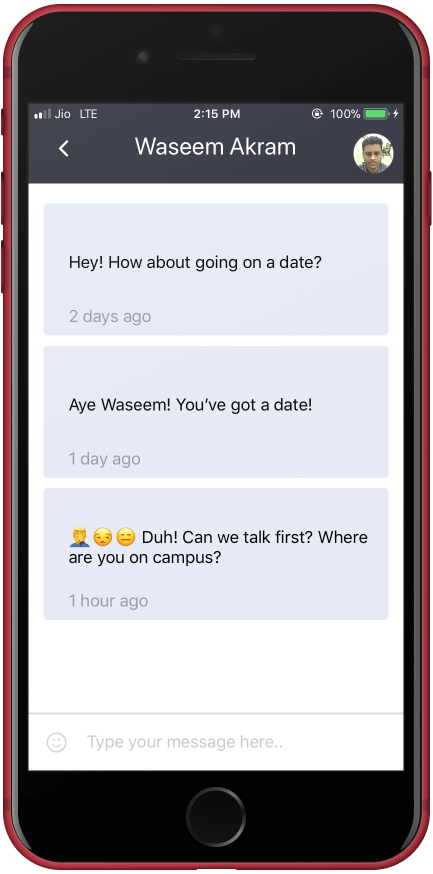 Jio LTE 2:15 PM 100%
Waseem Akram
Hey! How about going on a date?
2 days ago
Aye Waseem! You’ve got a date!
1 day ago
🤦‍♂️😒😑 Duh! Can we talk first? Where
are you on campus?
1 hour ago
Type your message here..